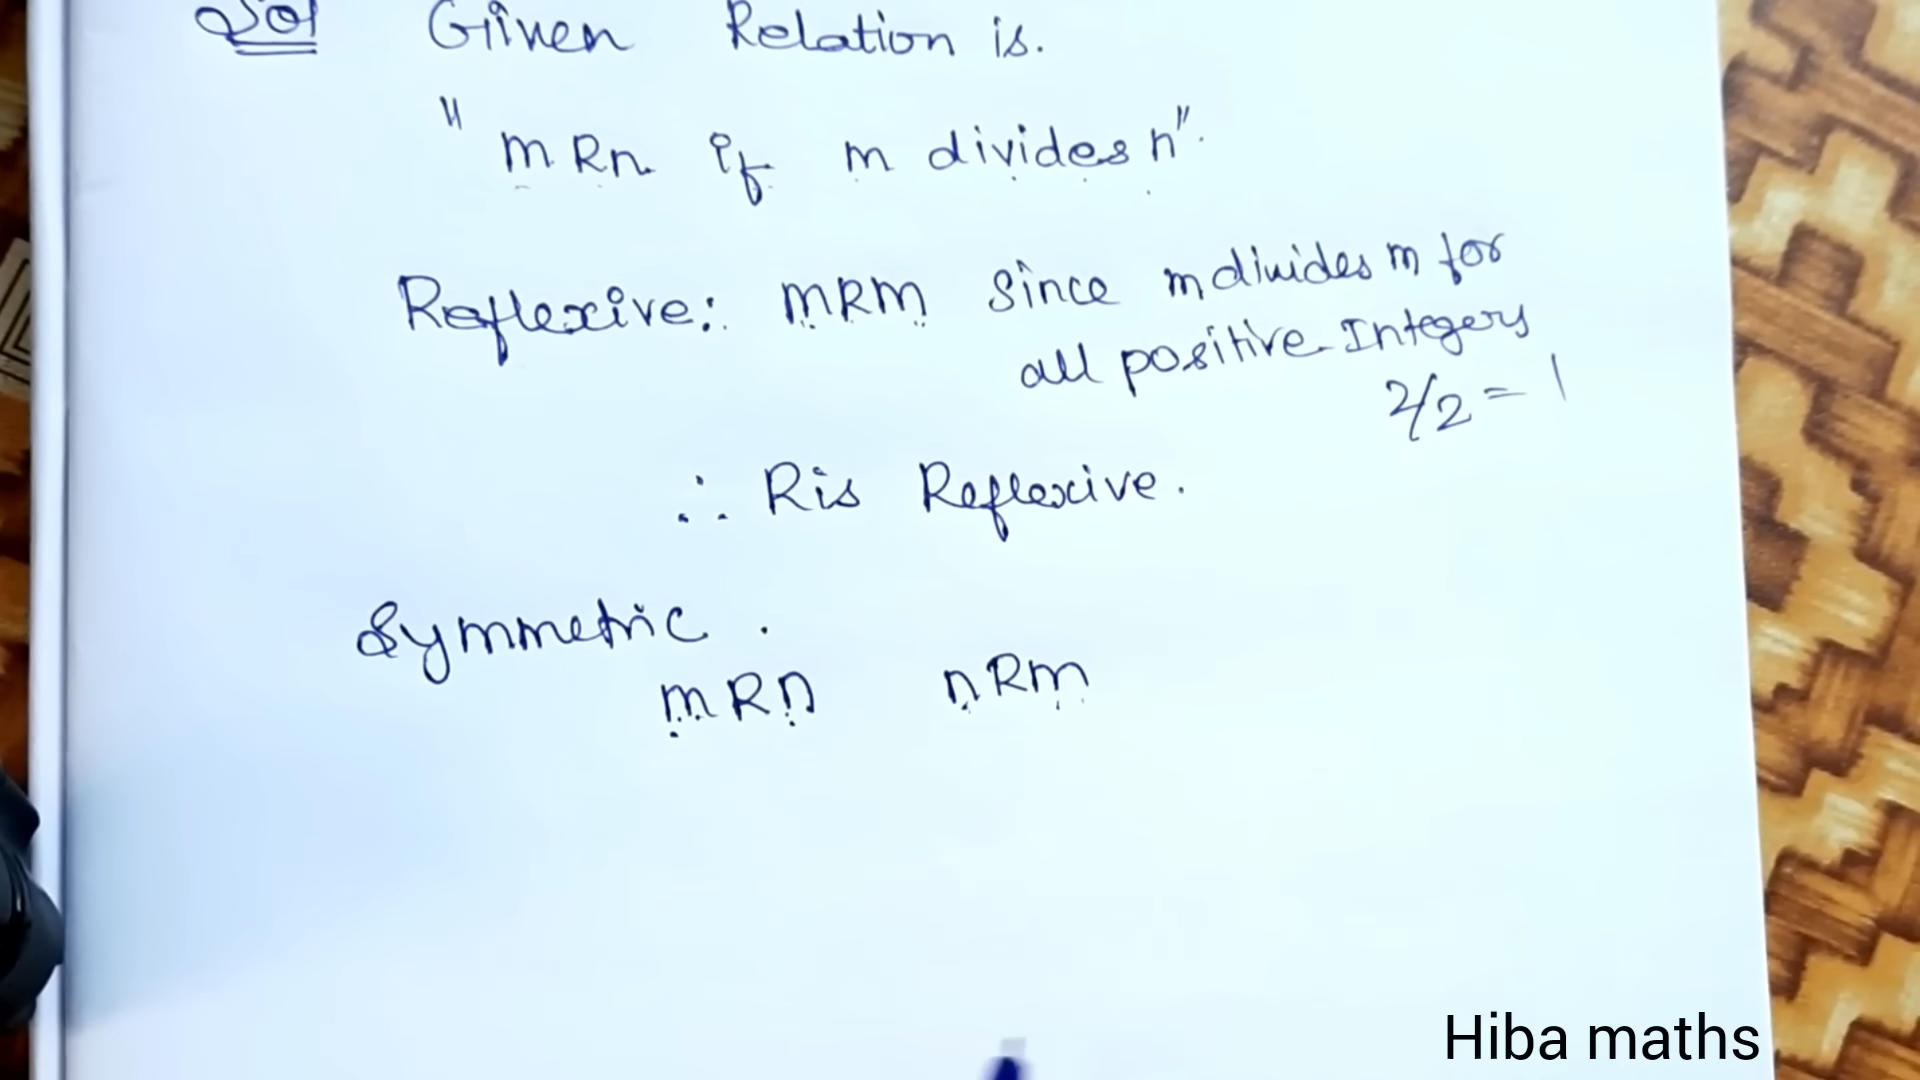 Sol Given Relation is.
" m Rn if m divides n".
Reflexive: mRm since m divides m for
all positive Integers
2/2 = 1
∴ R is Reflexive.
Symmetric.
mRn nRm
Hiba maths